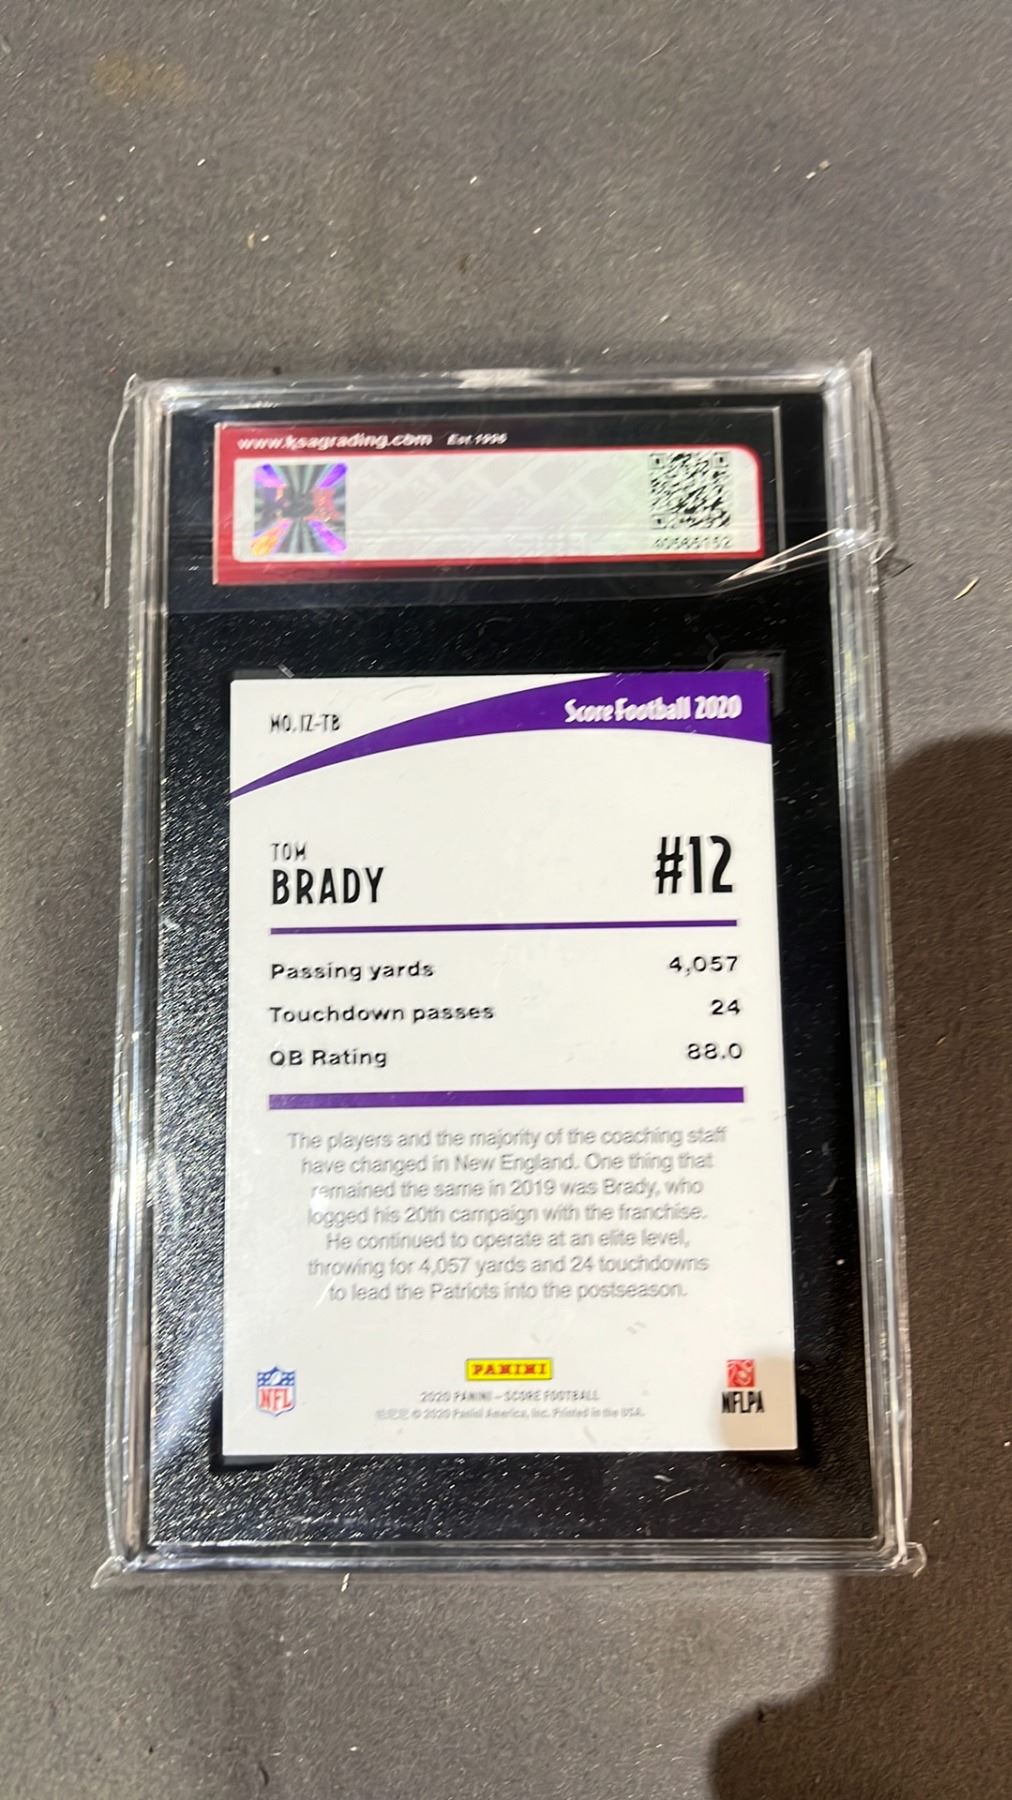 www.ksagrading.com Est.1996
40585152
NO. IZ-TB
Score Football 2020
TOM
BRADY
#12
Passing yards 4,057
Touchdown passes 24
QB Rating 88.0
The players and the majority of the coaching staff
have changed in New England. One thing that
remained the same in 2019 was Brady, who
logged his 20th campaign with the franchise.
He continued to operate at an elite level,
throwing for 4,057 yards and 24 touchdowns
to lead the Patriots into the postseason.
NFL
PANINI
NFLPA
2020 PANINI – SCORE FOOTBALL
© 2020 Panini America, Inc. Printed in the USA.